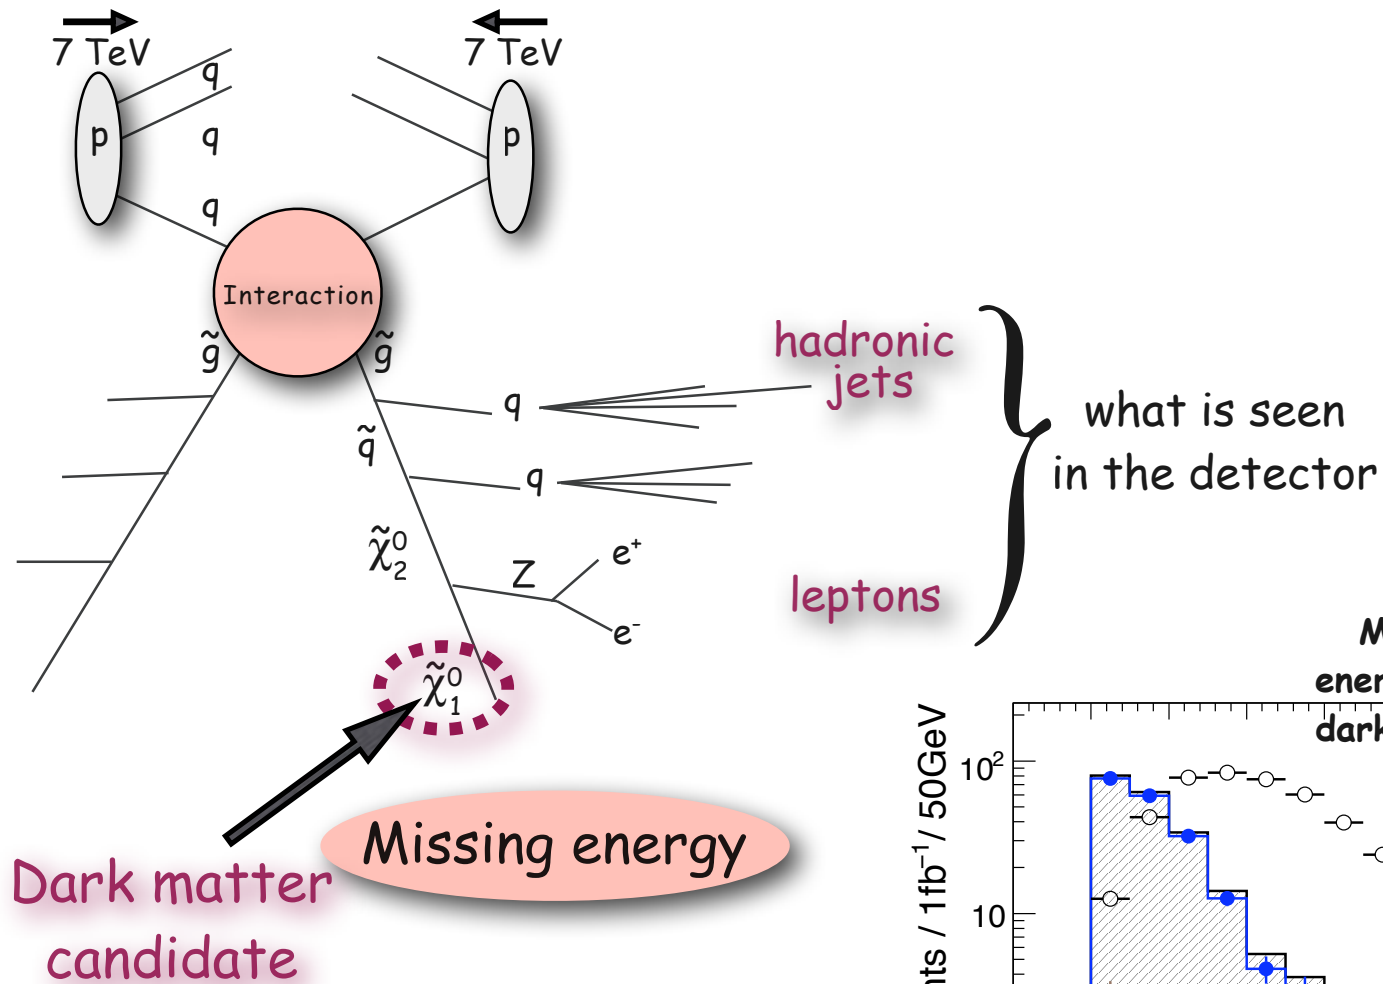 7 TeV
7 TeV
q
p
p
q
q
Interaction
g̃
g̃
hadronic
jets
q
q̃
what is seen
in the detector
q
χ̃⁰₂
Z
e⁺
e⁻
leptons
χ̃⁰₁
Dark matter
candidate
Missing energy
10²
10
/ 1fb⁻¹ / 50GeV